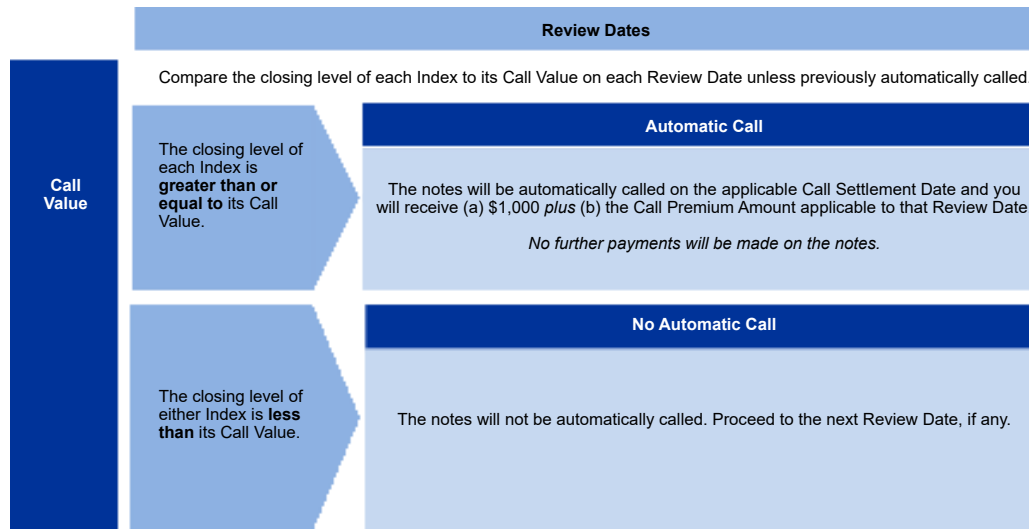 Review Dates
Compare the closing level of each Index to its Call Value on each Review Date unless previously automatically called.
Call
Value
The closing level of
each Index is
greater than or
equal to its Call
Value.
Automatic Call
The notes will be automatically called on the applicable Call Settlement Date and you
will receive (a) $1,000 plus (b) the Call Premium Amount applicable to that Review Date
No further payments will be made on the notes.
The closing level of
either Index is less
than its Call Value.
No Automatic Call
The notes will not be automatically called. Proceed to the next Review Date, if any.